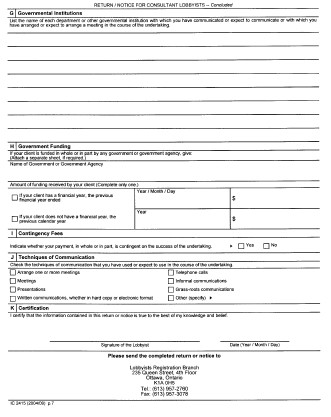 RETURN / NOTICE FOR CONSULTANT LOBBYISTS -- Concluded
G Governmental Institutions
List the name of each department or other governmental institution with which you have communicated or expect to communicate or with which you
have arranged or expect to arrange a meeting in the course of the undertaking.
H Government Funding
If your client is funded in whole or in part by any government or government agency, give:
(Attach a separate sheet, if required.)
Name of Government or Government Agency
Amount of funding received by your client (Complete only one.)
If your client has a financial year, the previous
financial year ended
Year / Month / Day
$
If your client does not have a financial year, the
previous calendar year
Year
$
I Contingency Fees
Indicate whether your payment, in whole or in part, is contingent on the success of the undertaking. Yes No
J Techniques of Communication
Check the techniques of communication that you have used or expect to use in the course of the undertaking.
Arrange one or more meetings
Telephone calls
Meetings
Informal communications
Presentations
Grass-roots communications
Written communications, whether in hard copy or electronic format
Other (specify)
K Certification
I certify that the information contained in this return or notice is true to the best of my knowledge and belief.
Signature of the Lobbyist
Date (Year / Month / Day)
Please send the completed return or notice to
Lobbyists Registration Branch
235 Queen Street, 4th Floor
Ottawa, Ontario
K1A 0H5
Tel.: (613) 957-2760
Fax: (613) 957-3078
IC 3415 (2004/09) p.7